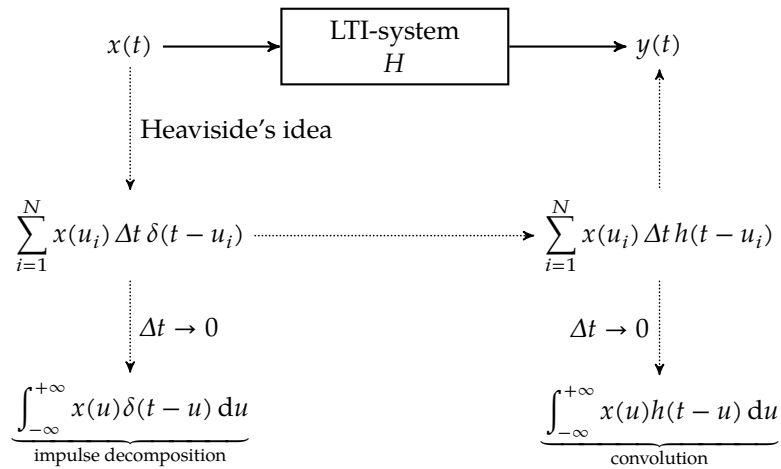 x(t) LTI-system H y(t)
Heaviside's idea
∑_{i=1}^{N} x(u_i) Δt δ(t − u_i) ∑_{i=1}^{N} x(u_i) Δt h(t − u_i)
Δt → 0 Δt → 0
∫_{−∞}^{+∞} x(u)δ(t − u) du ∫_{−∞}^{+∞} x(u)h(t − u) du
impulse decomposition convolution